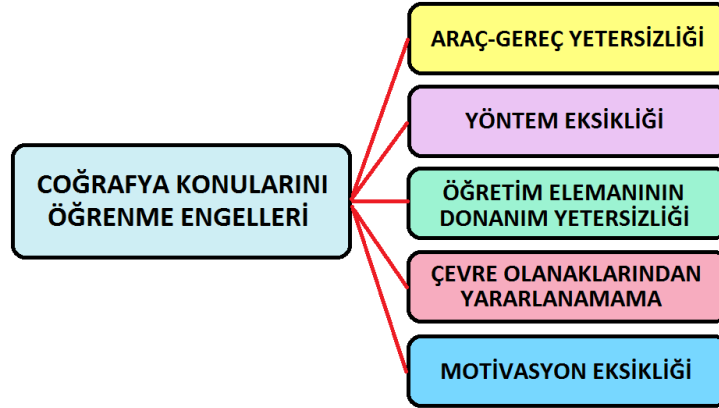 ARAÇ-GEREÇ YETERSİZLİĞİ
YÖNTEM EKSİKLİĞİ
COĞRAFYA KONULARINI
ÖĞRENME ENGELLERİ
ÖĞRETİM ELEMANININ
DONANIM YETERSİZLİĞİ
ÇEVRE OLANAKLARINDAN
YARARLANAMAMA
MOTİVASYON EKSİKLİĞİ